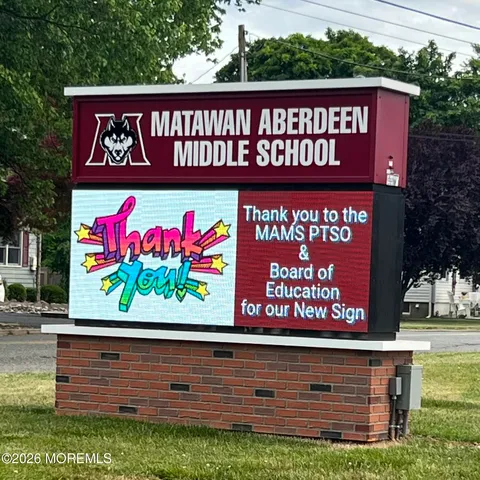 MATAWAN ABERDEEN
MIDDLE SCHOOL
Thank
you!
Thank you to the
MAMS PTSO
&
Board of
Education
for our New Sign
©2026 MOREMLS